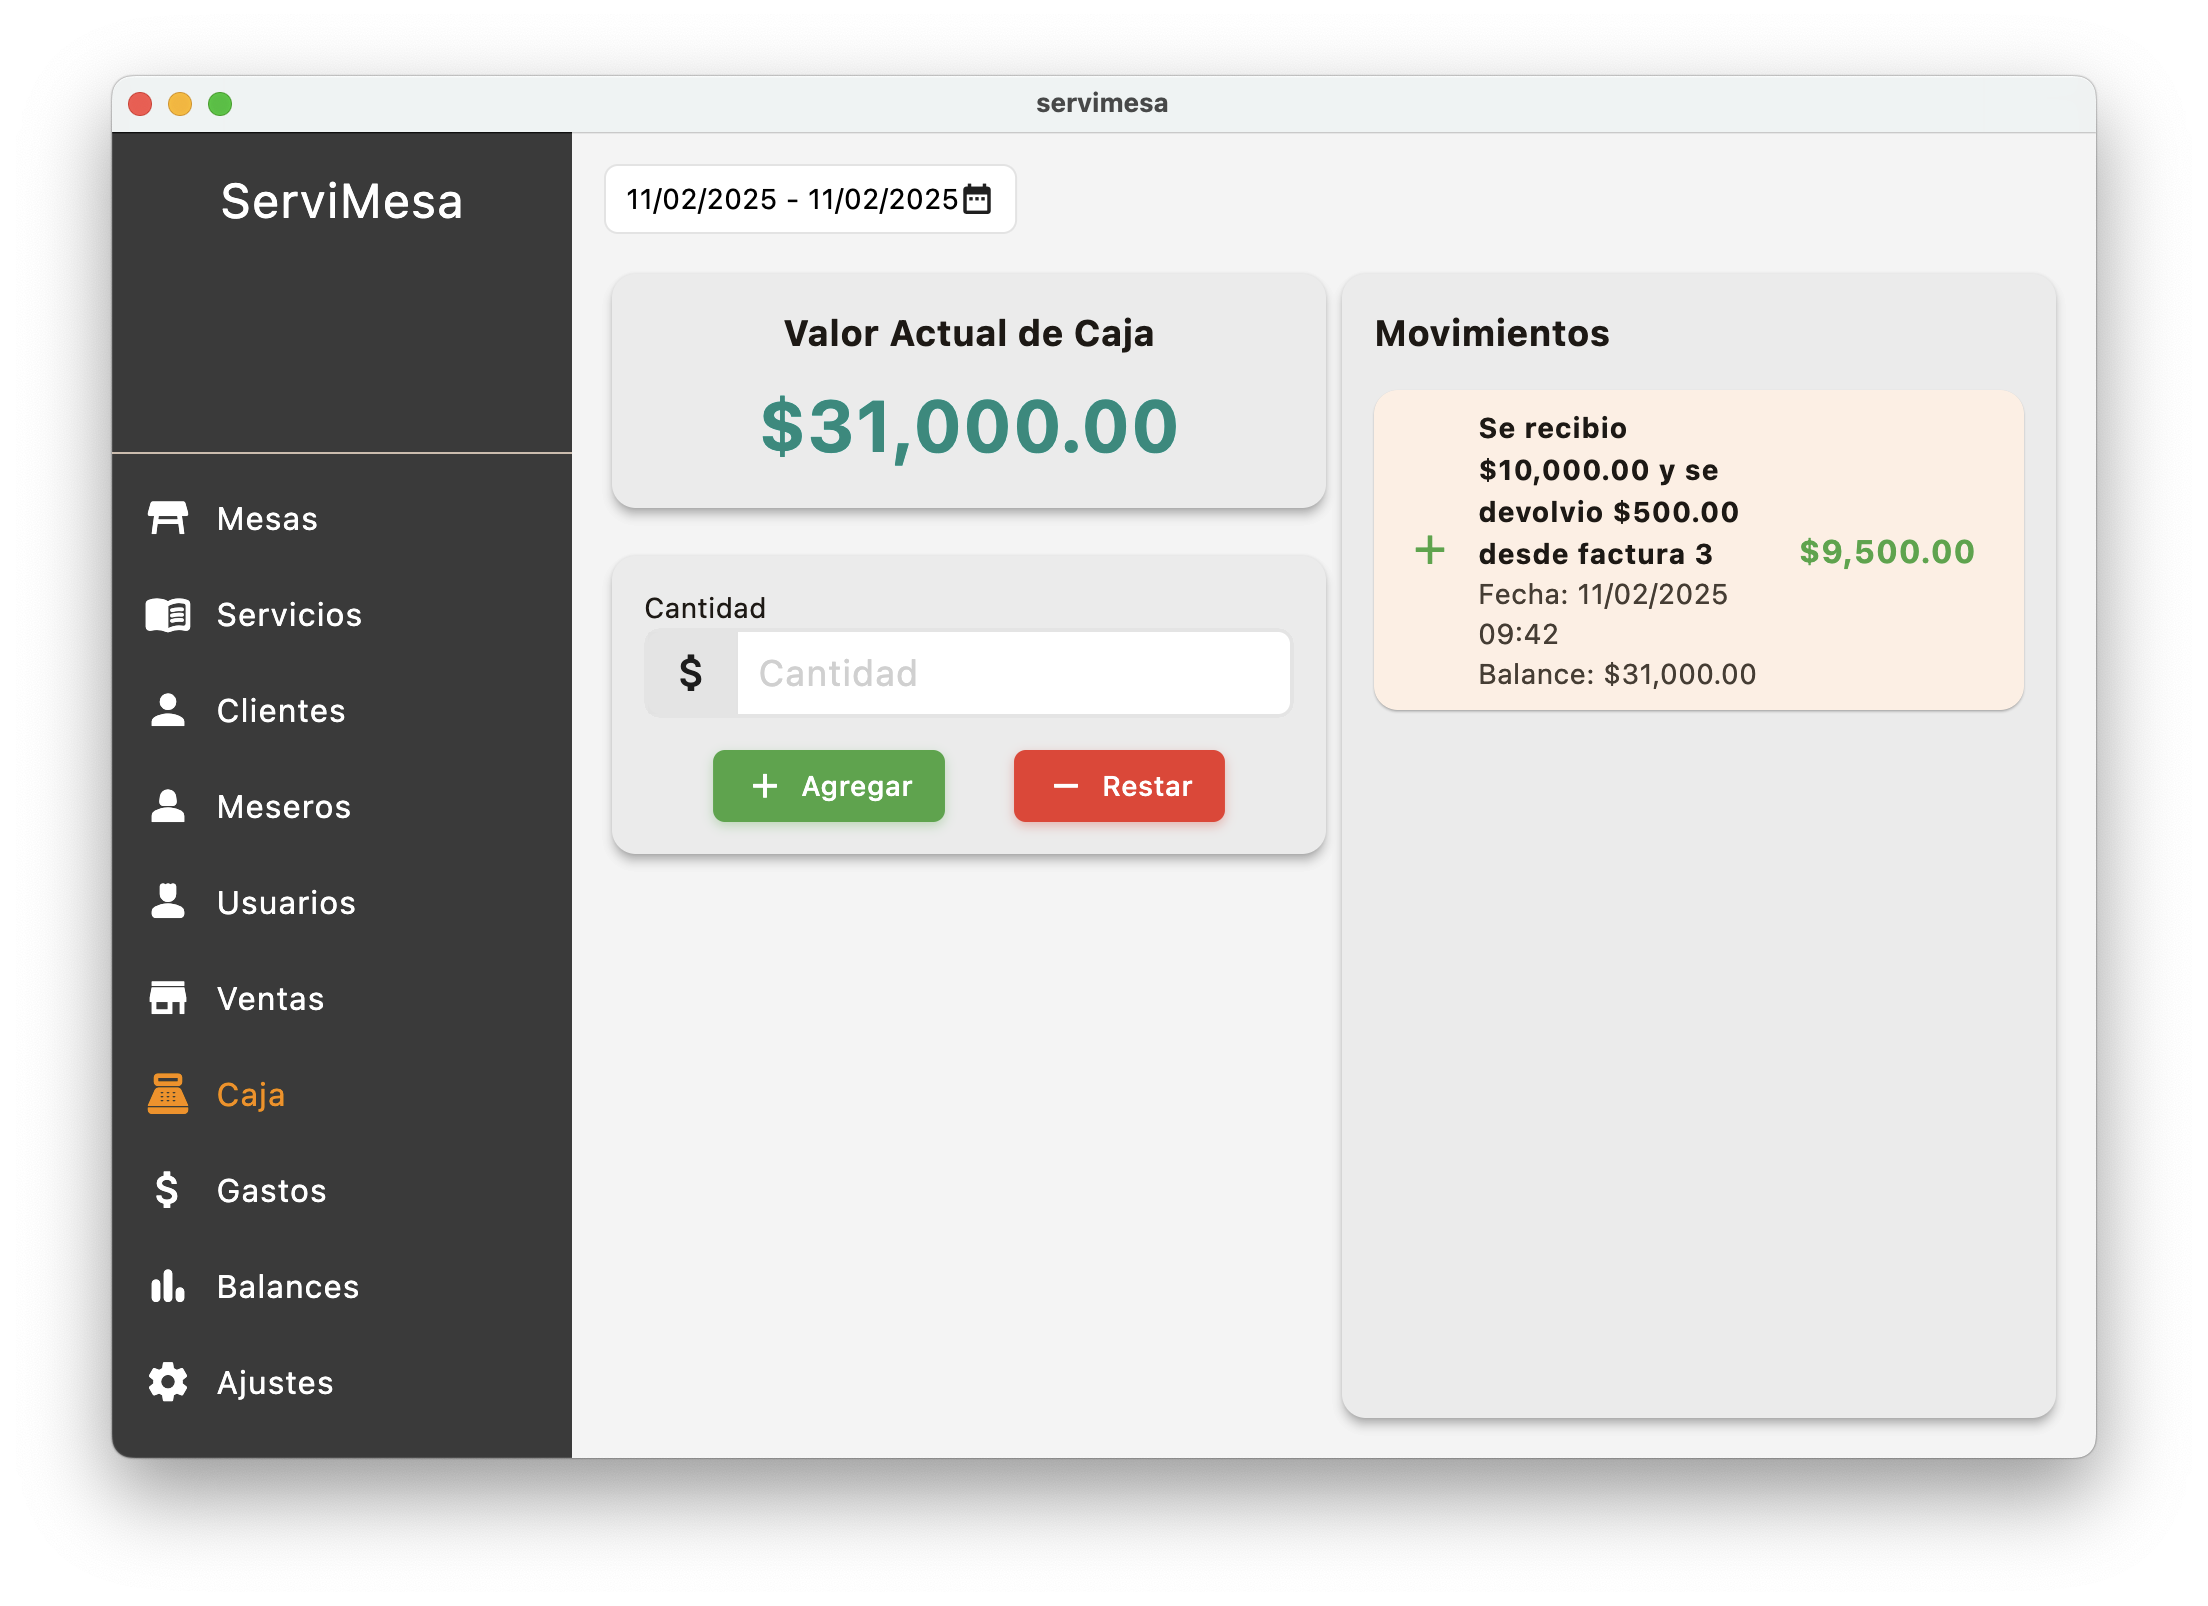 servimesa
ServiMesa
Mesas
Servicios
Clientes
Meseros
Usuarios
Ventas
Caja
$ Gastos
Balances
Ajustes
11/02/2025 - 11/02/2025
Valor Actual de Caja
$31,000.00
Cantidad
$ Cantidad
+ Agregar
− Restar
Movimientos
Se recibio
$10,000.00 y se
devolvio $500.00
desde factura 3
Fecha: 11/02/2025
09:42
Balance: $31,000.00
+
$9,500.00